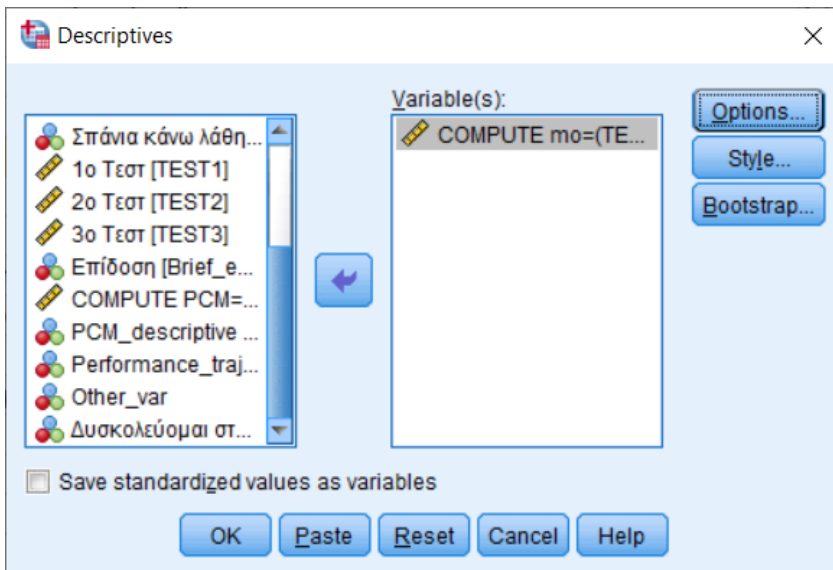 Descriptives
Σπάνια κάνω λάθη...
1ο Τεστ [TEST1]
2ο Τεστ [TEST2]
3ο Τεστ [TEST3]
Επίδοση [Brief_e...
COMPUTE PCM=...
PCM_descriptive ...
Performance_traj...
Other_var
Δυσκολεύομαι στ...
Variable(s):
COMPUTE mo=(TE...
Options...
Style...
Bootstrap...
Save standardized values as variables
OK
Paste
Reset
Cancel
Help